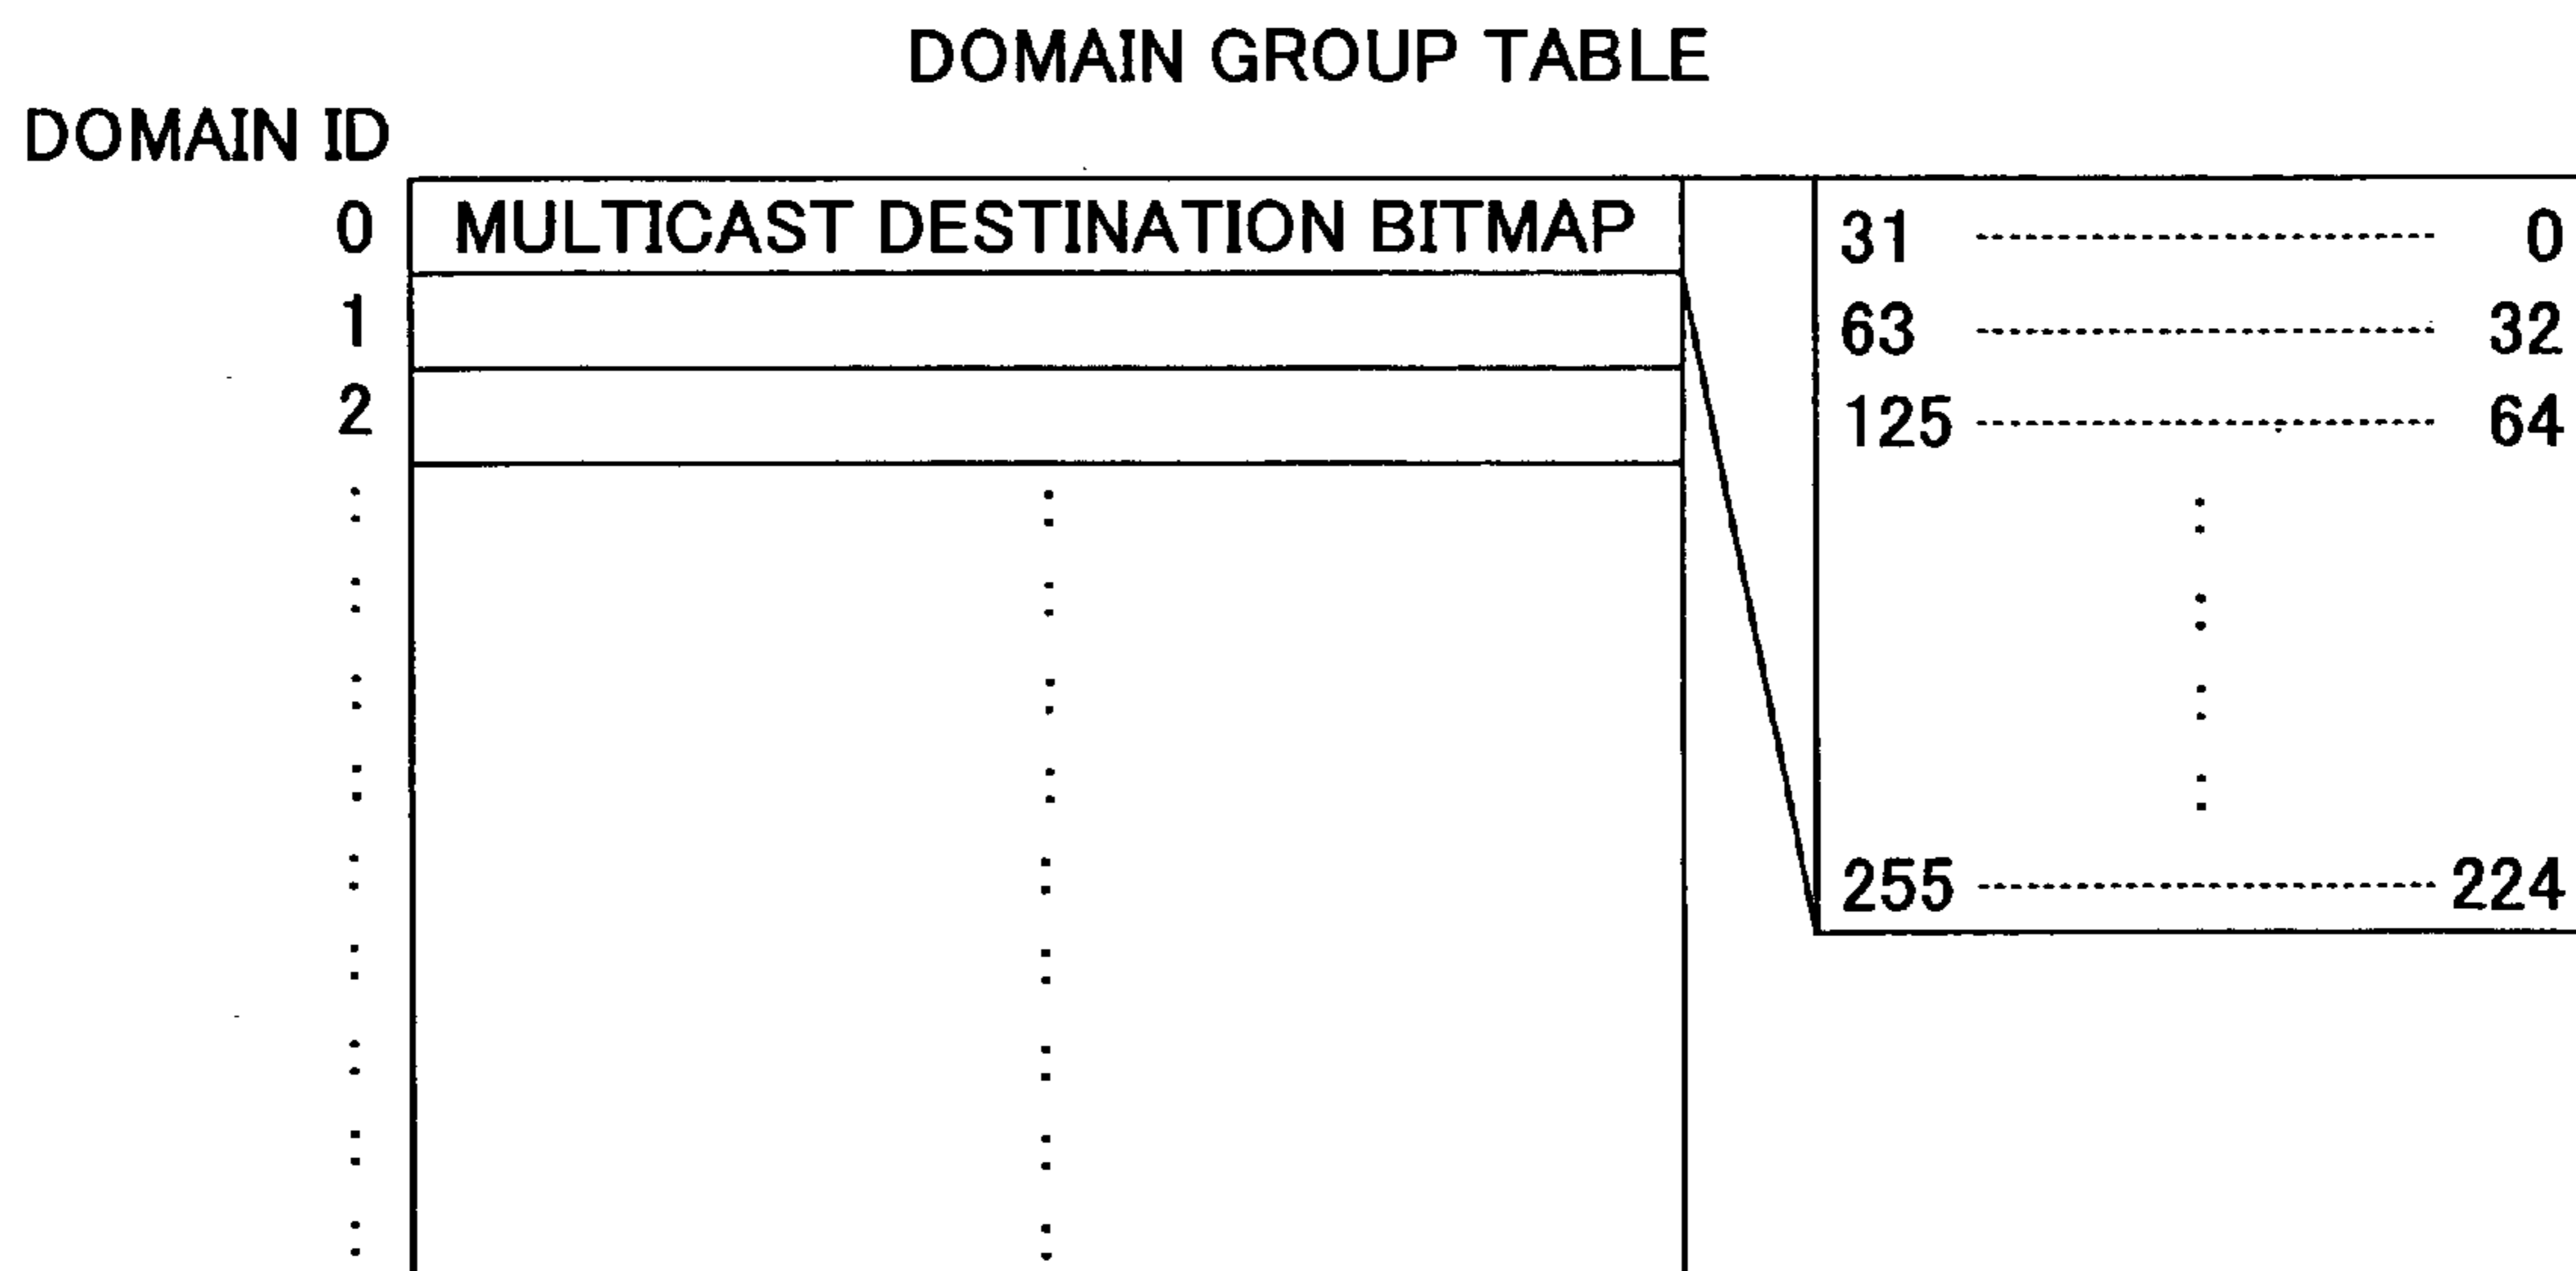 DOMAIN GROUP TABLE
DOMAIN ID
0 MULTICAST DESTINATION BITMAP 31 0
1 63 32
2 125 64
255 224